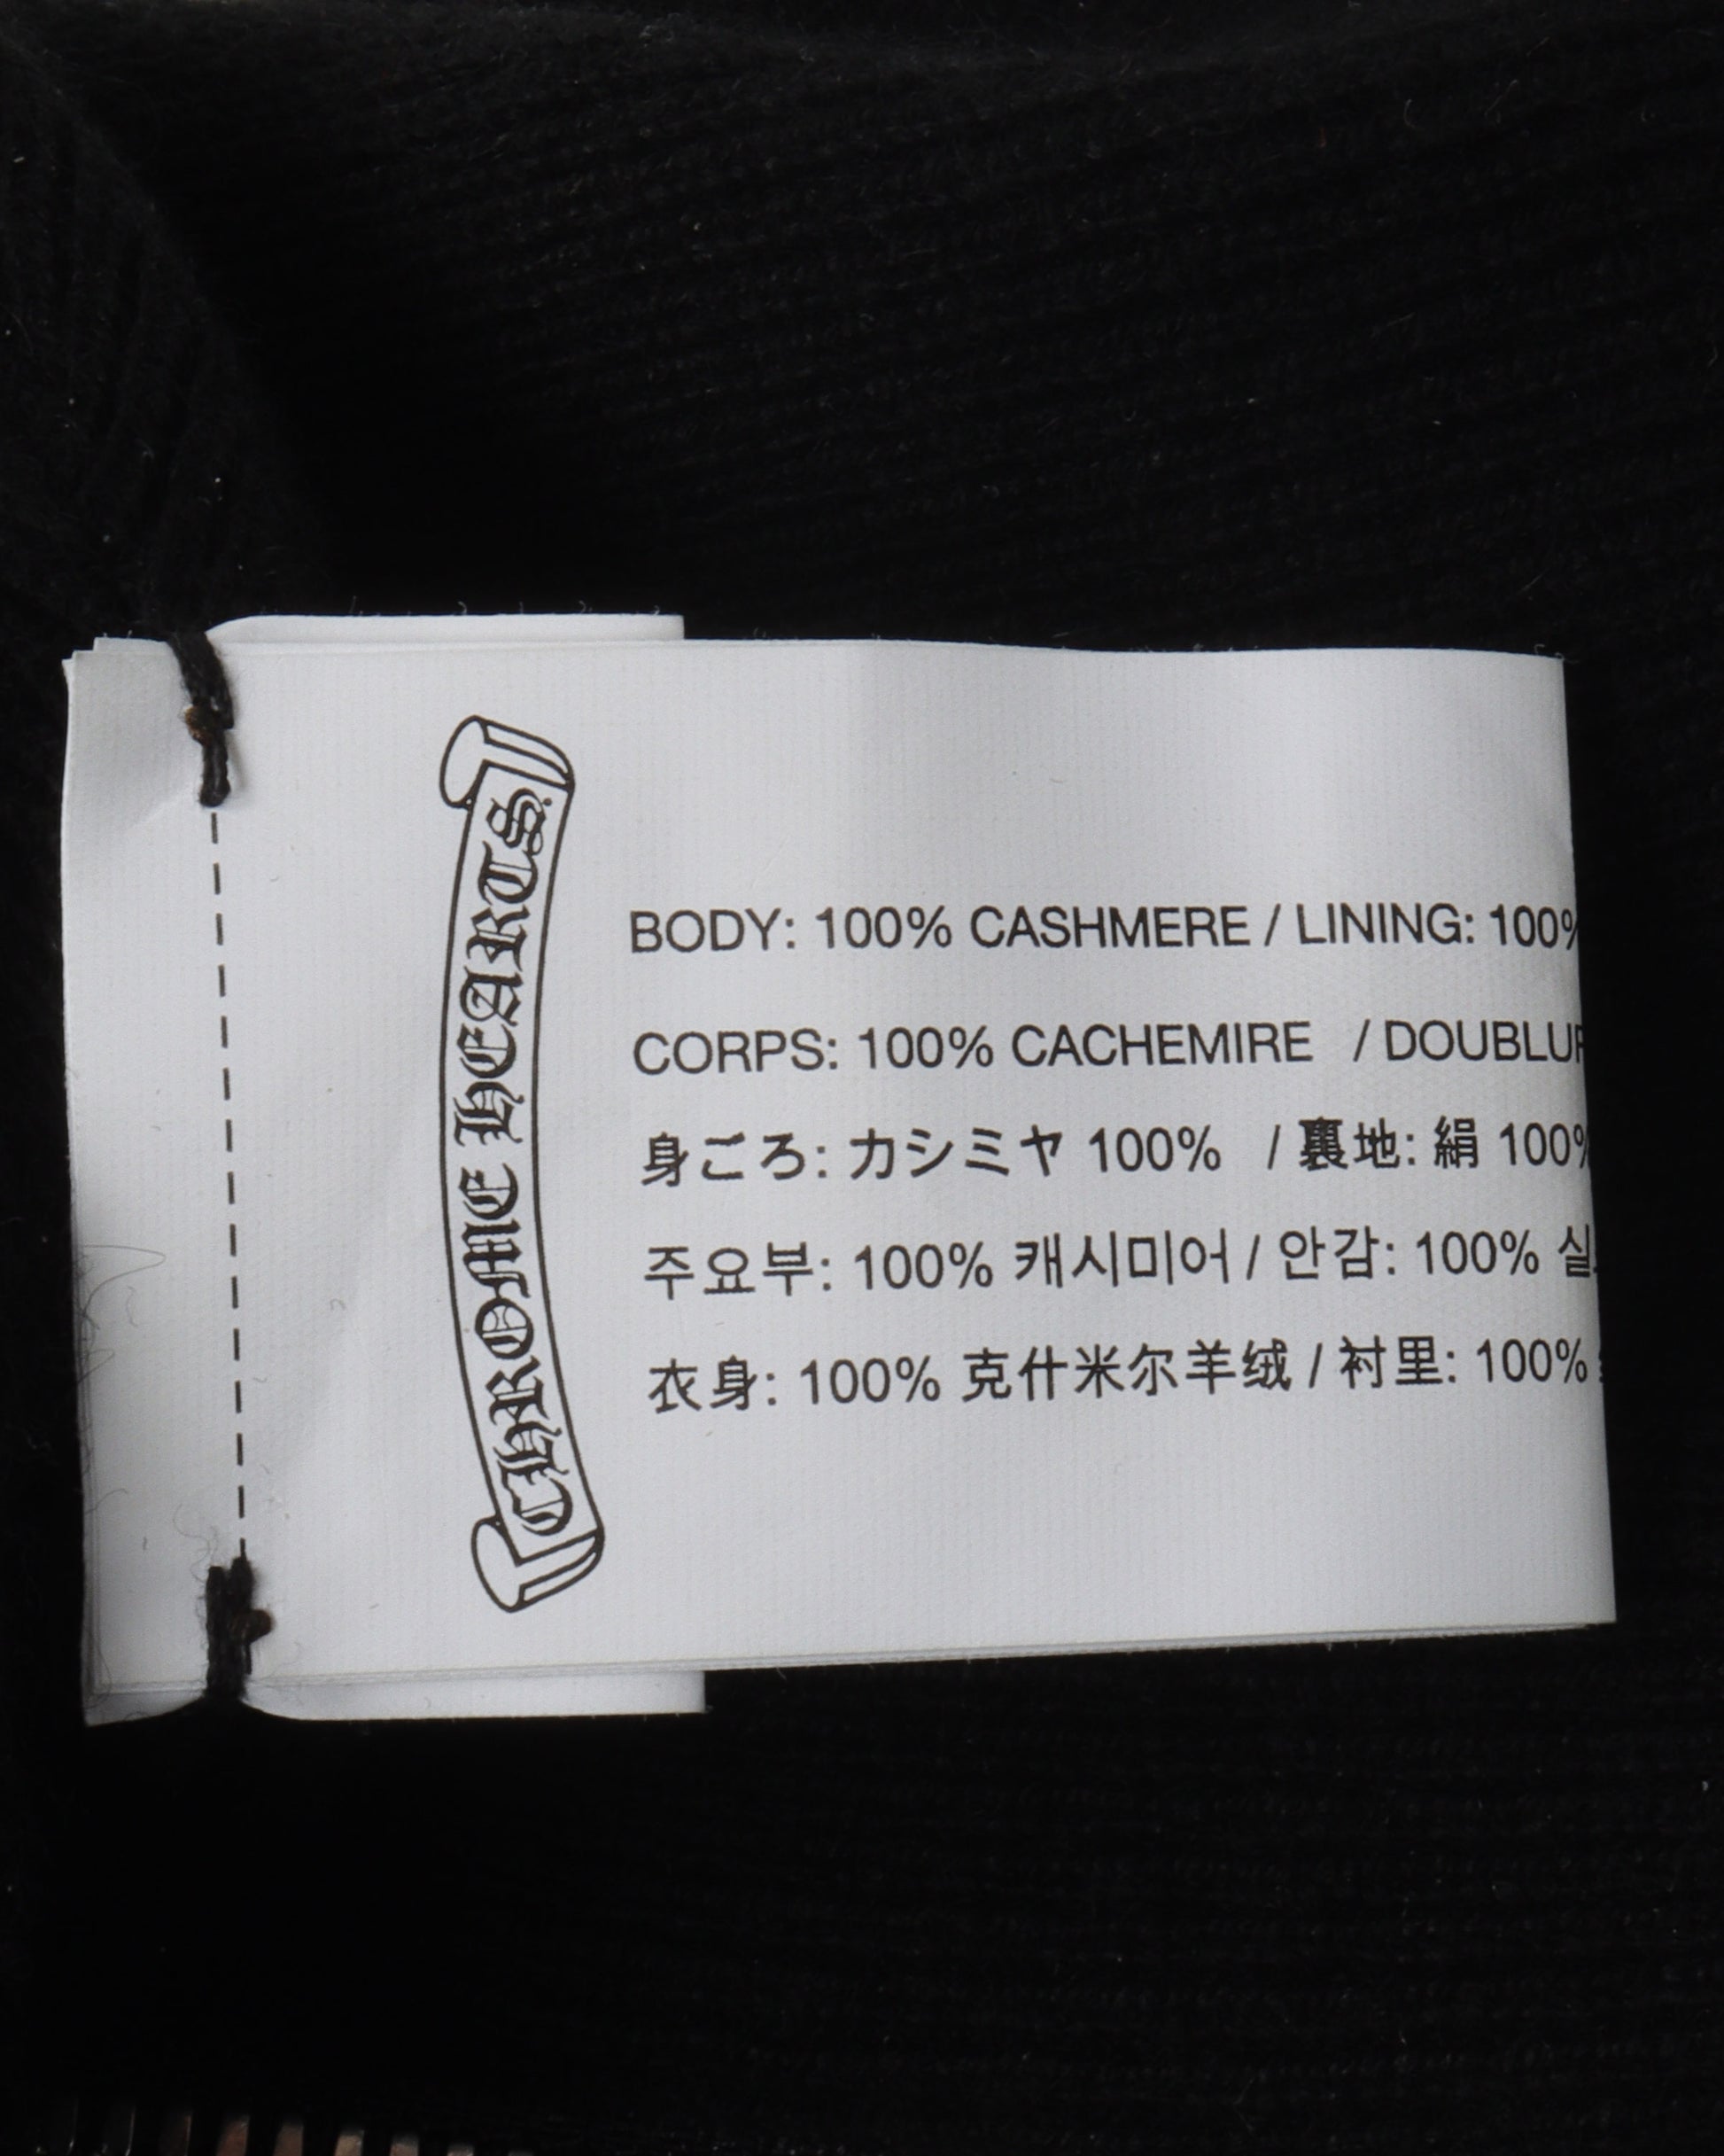 CHROME HEARTS
BODY: 100% CASHMERE / LINING: 100%
CORPS: 100% CACHEMIRE / DOUBLUR
身ごろ: カシミヤ 100% / 裏地: 絹 100%
주요부: 100% 캐시미어 / 안감: 100% 실
衣身: 100% 克什米尔羊绒 / 衬里: 100%